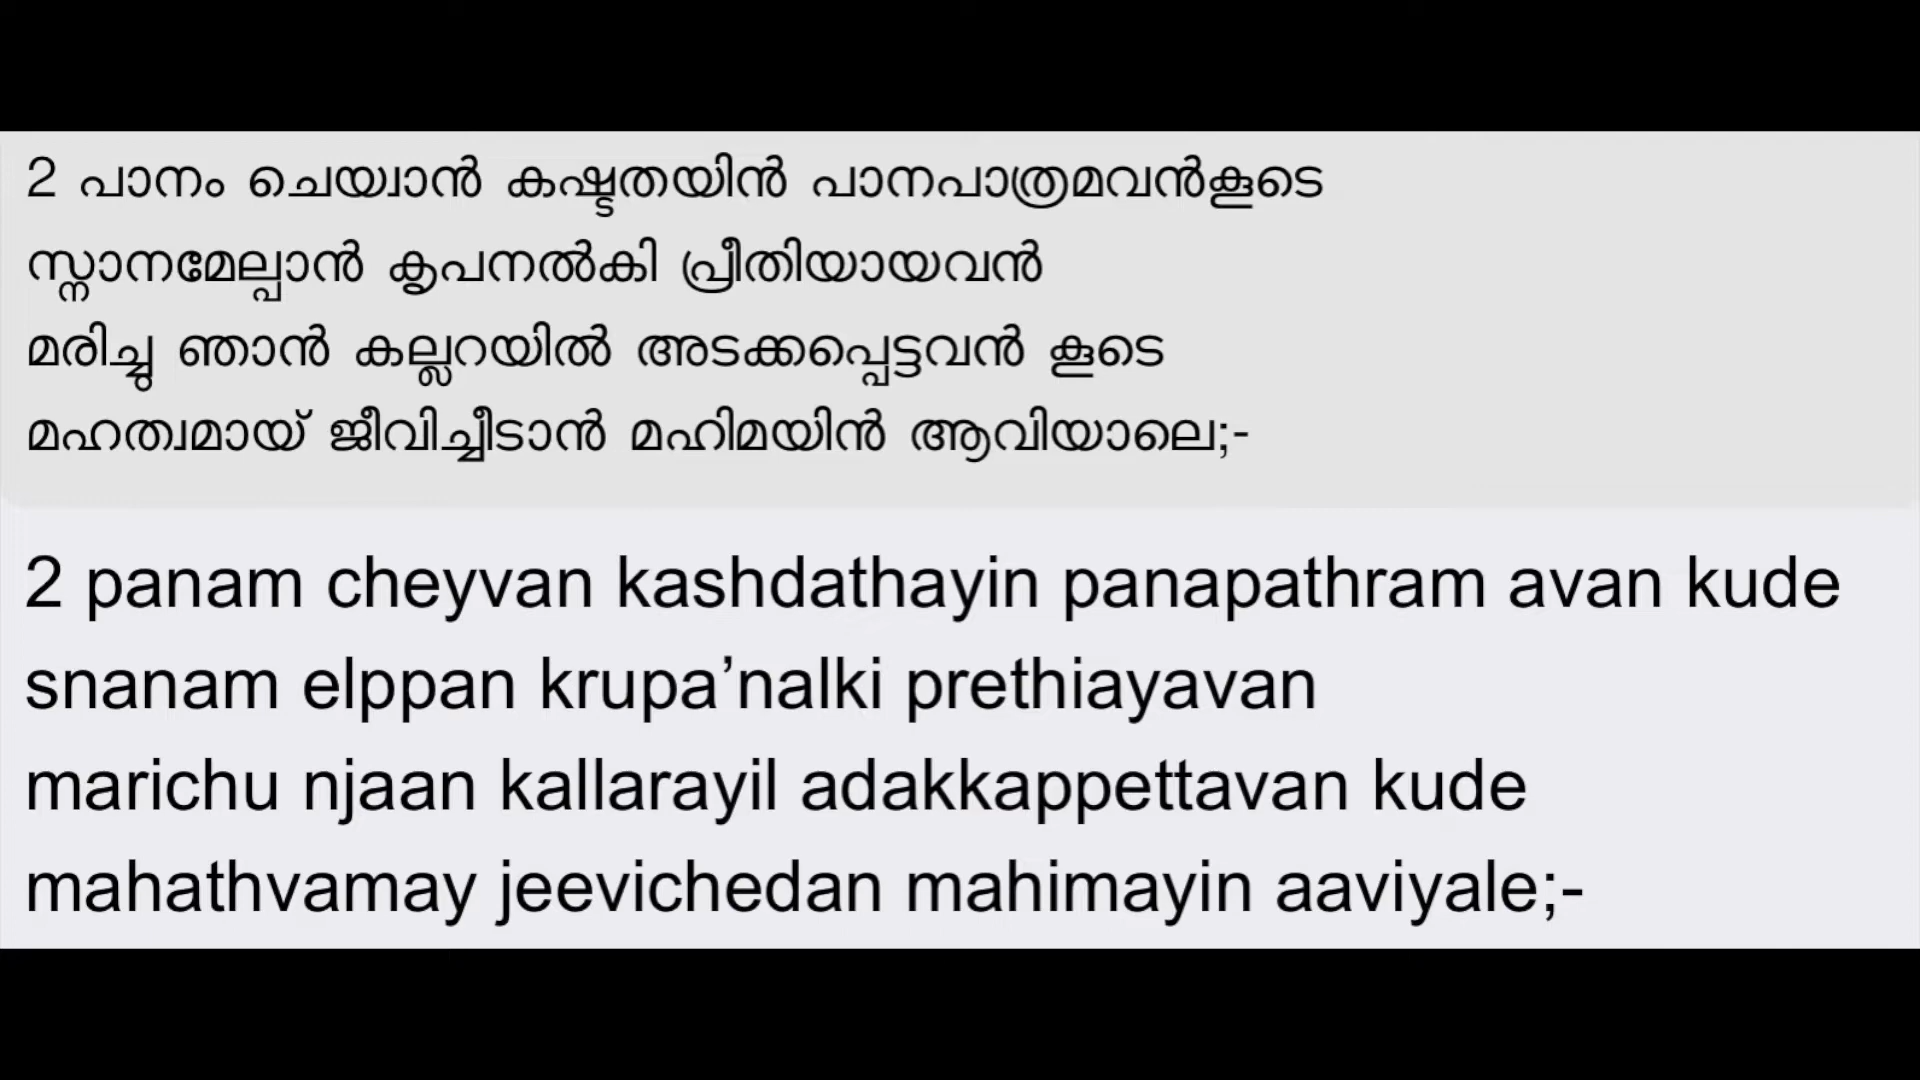 2 പാനം ചെയ്വാൻ കഷ്ടതയിൻ പാനപാത്രമവൻകൂടെ
സ്നാനമേല്പാൻ കൃപനൽകി പ്രീതിയായവൻ
മരിച്ചു ഞാൻ കല്ലറയിൽ അടക്കപ്പെട്ടവൻ കൂടെ
മഹത്വമായ് ജീവിച്ചീടാൻ മഹിമയിൻ ആവിയാലെ;-
2 panam cheyvan kashdathayin panapathram avan kude
snanam elppan krupa’nalki prethiayavan
marichu njaan kallarayil adakkappettavan kude
mahathvamay jeevichedan mahimayin aaviyale;-